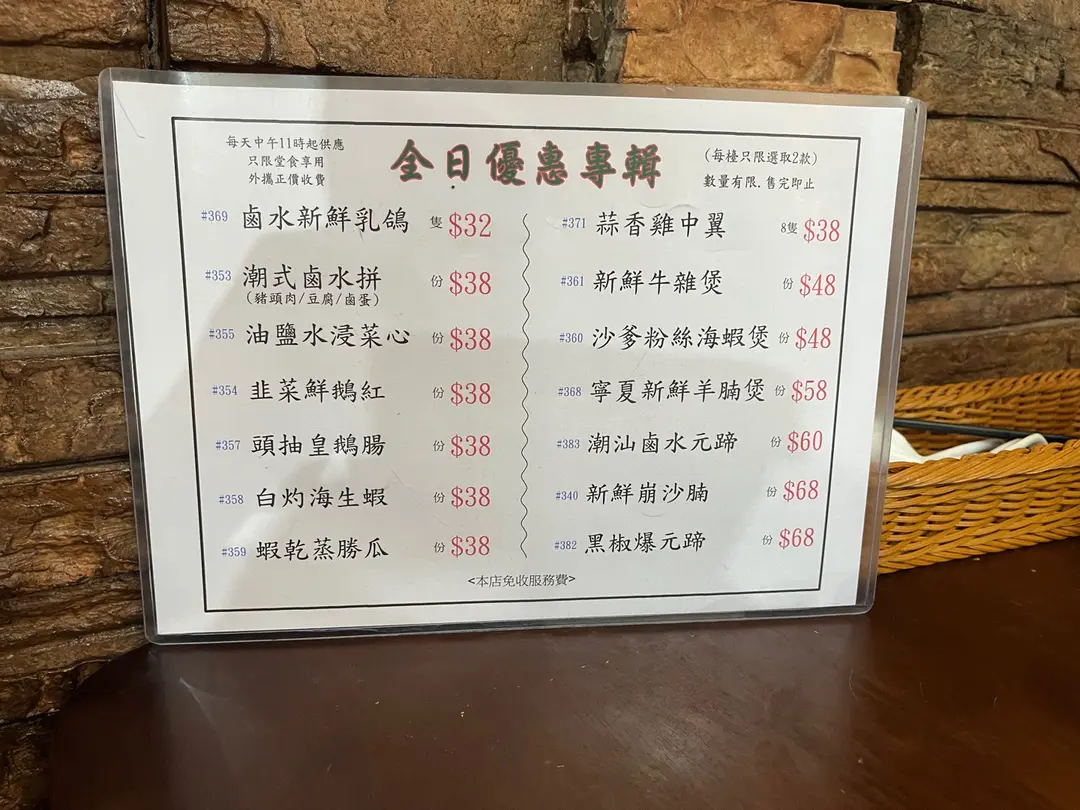 每天中午11時起供應
只限堂食享用
外攜正價收費
全日優惠專輯
(每檯只限選取2款)
數量有限. 售完即止
#369 鹵水新鮮乳鴿 隻 $32
#353 潮式鹵水拼 份 $38
(豬頭肉/豆腐/鹵蛋)
#355 油鹽水浸菜心 份 $38
#354 韭菜鮮鵝紅 份 $38
#357 頭抽皇鵝腸 份 $38
#358 白灼海生蝦 份 $38
#359 蝦乾蒸勝瓜 份 $38
#371 蒜香雞中翼 8隻 $38
#361 新鮮牛雜煲 份 $48
#360 沙爹粉絲海蝦煲 份 $48
#368 寧夏新鮮羊腩煲 份 $58
#383 潮汕鹵水元蹄 份 $60
#340 新鮮崩沙腩 份 $68
#382 黑椒爆元蹄 份 $68
<本店免收服務費>